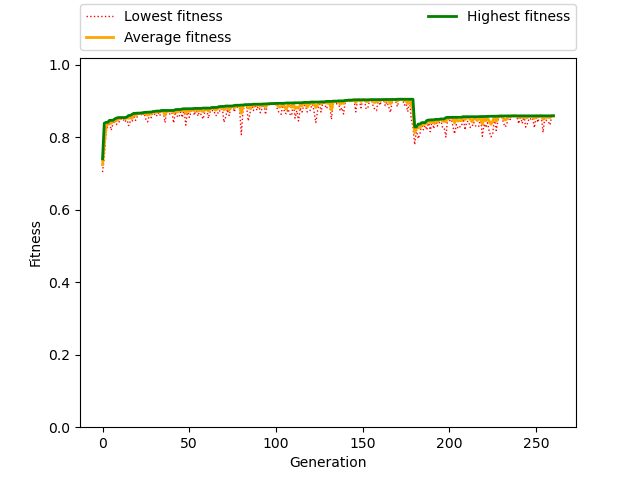 Lowest fitness
Average fitness
Highest fitness
1.0
0.8
0.6
0.4
0.2
0.0
Fitness
0 50 100 150 200 250
Generation